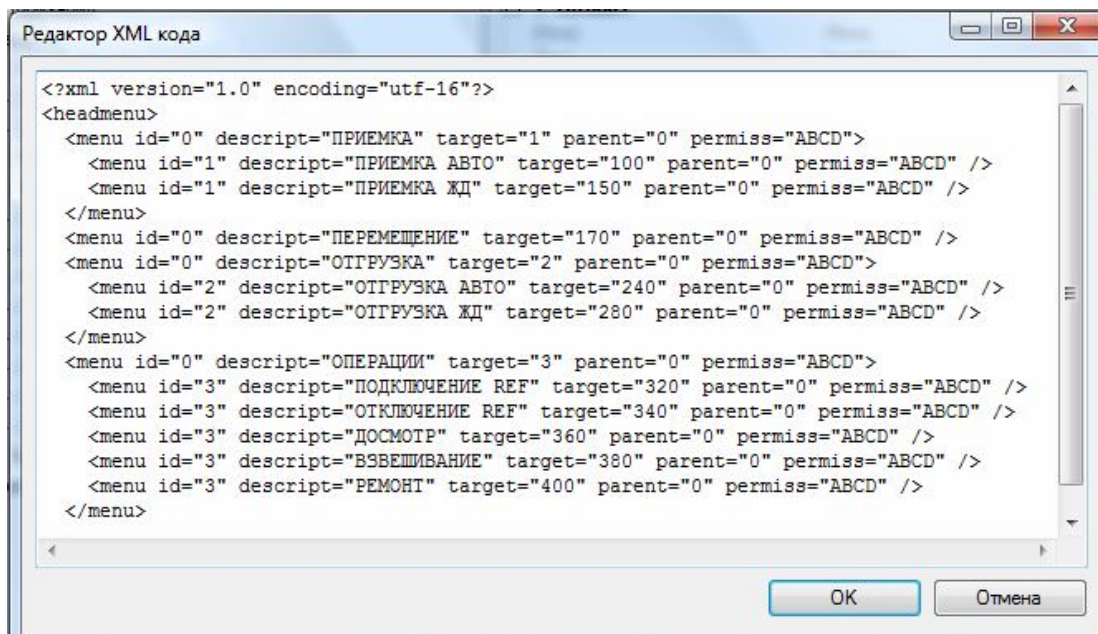 Редактор XML кода
<?xml version="1.0" encoding="utf-16"?>
<headmenu>
<menu id="0" descript="ПРИЕМКА" target="1" parent="0" permiss="ABCD">
<menu id="1" descript="ПРИЕМКА АВТО" target="100" parent="0" permiss="ABCD" />
<menu id="1" descript="ПРИЕМКА ЖД" target="150" parent="0" permiss="ABCD" />
</menu>
<menu id="0" descript="ПЕРЕМЕЩЕНИЕ" target="170" parent="0" permiss="ABCD" />
<menu id="0" descript="ОТГРУЗКА" target="2" parent="0" permiss="ABCD">
<menu id="2" descript="ОТГРУЗКА АВТО" target="240" parent="0" permiss="ABCD" />
<menu id="2" descript="ОТГРУЗКА ЖД" target="280" parent="0" permiss="ABCD" />
</menu>
<menu id="0" descript="ОПЕРАЦИИ" target="3" parent="0" permiss="ABCD">
<menu id="3" descript="ПОДКЛЮЧЕНИЕ REF" target="320" parent="0" permiss="ABCD" />
<menu id="3" descript="ОТКЛЮЧЕНИЕ REF" target="340" parent="0" permiss="ABCD" />
<menu id="3" descript="ДОСМОТР" target="360" parent="0" permiss="ABCD" />
<menu id="3" descript="ВЗВЕШИВАНИЕ" target="380" parent="0" permiss="ABCD" />
<menu id="3" descript="РЕМОНТ" target="400" parent="0" permiss="ABCD" />
</menu>
OK Отмена